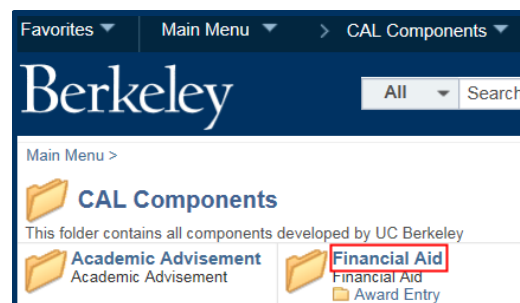 Favorites Main Menu > CAL Components
Berkeley All Search
Main Menu >
CAL Components
This folder contains all components developed by UC Berkeley
Academic Advisement Financial Aid
Academic Advisement Financial Aid
Award Entry